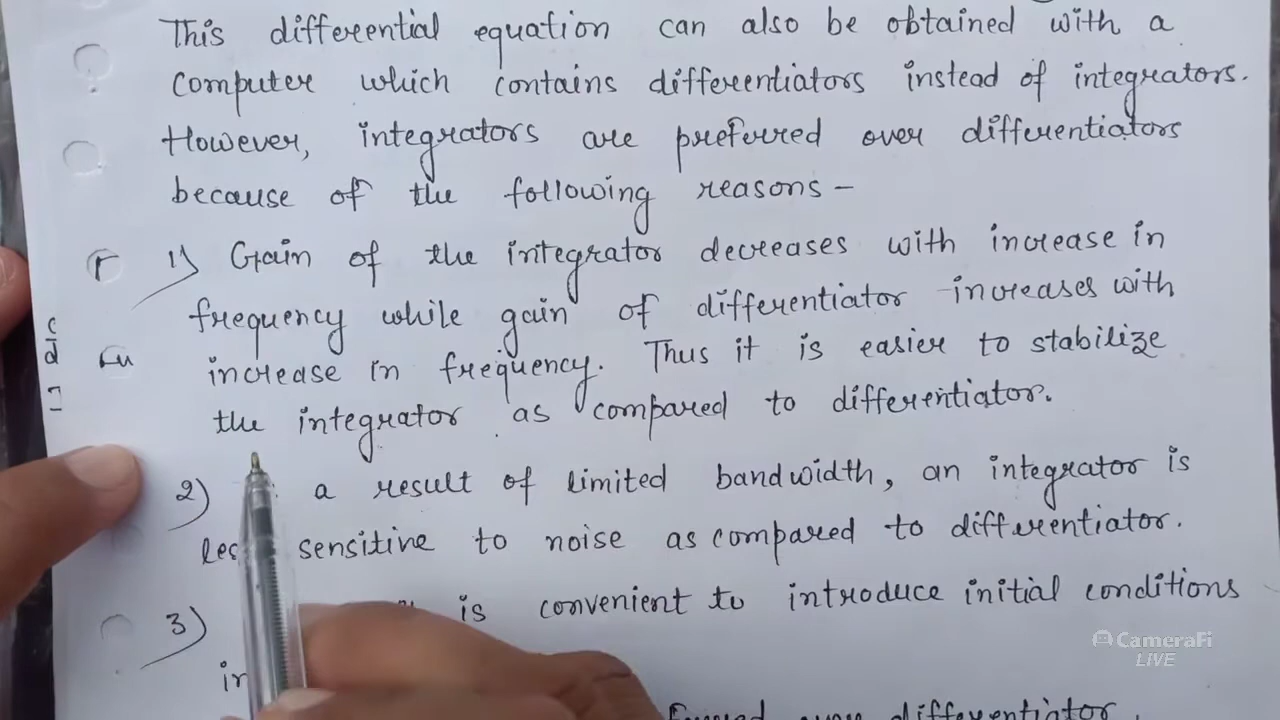 This differential equation can also be obtained with a
computer which contains differentiators instead of integrators.
However, integrators are preferred over differentiators
because of the following reasons -
1) Gain of the integrator decreases with increase in
frequency while gain of differentiator increases with
increase in frequency. Thus it is easier to stabilize
the integrator as compared to differentiator.
2) a result of limited bandwidth, an integrator is
sensitive to noise as compared to differentiator.
3) is convenient to introduce initial conditions
over differentiator.
CameraFi
LIVE